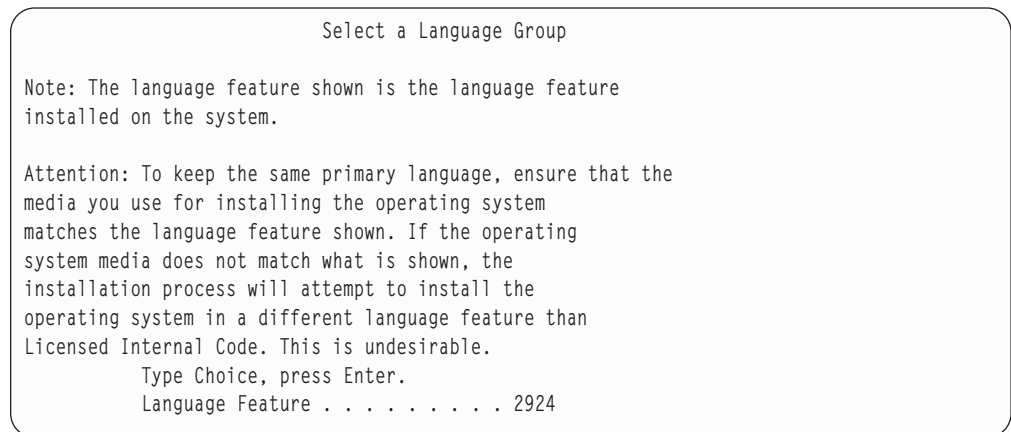 Select a Language Group
Note: The language feature shown is the language feature
installed on the system.
Attention: To keep the same primary language, ensure that the
media you use for installing the operating system
matches the language feature shown. If the operating
system media does not match what is shown, the
installation process will attempt to install the
operating system in a different language feature than
Licensed Internal Code. This is undesirable.
Type Choice, press Enter.
Language Feature . . . . . . . . . 2924